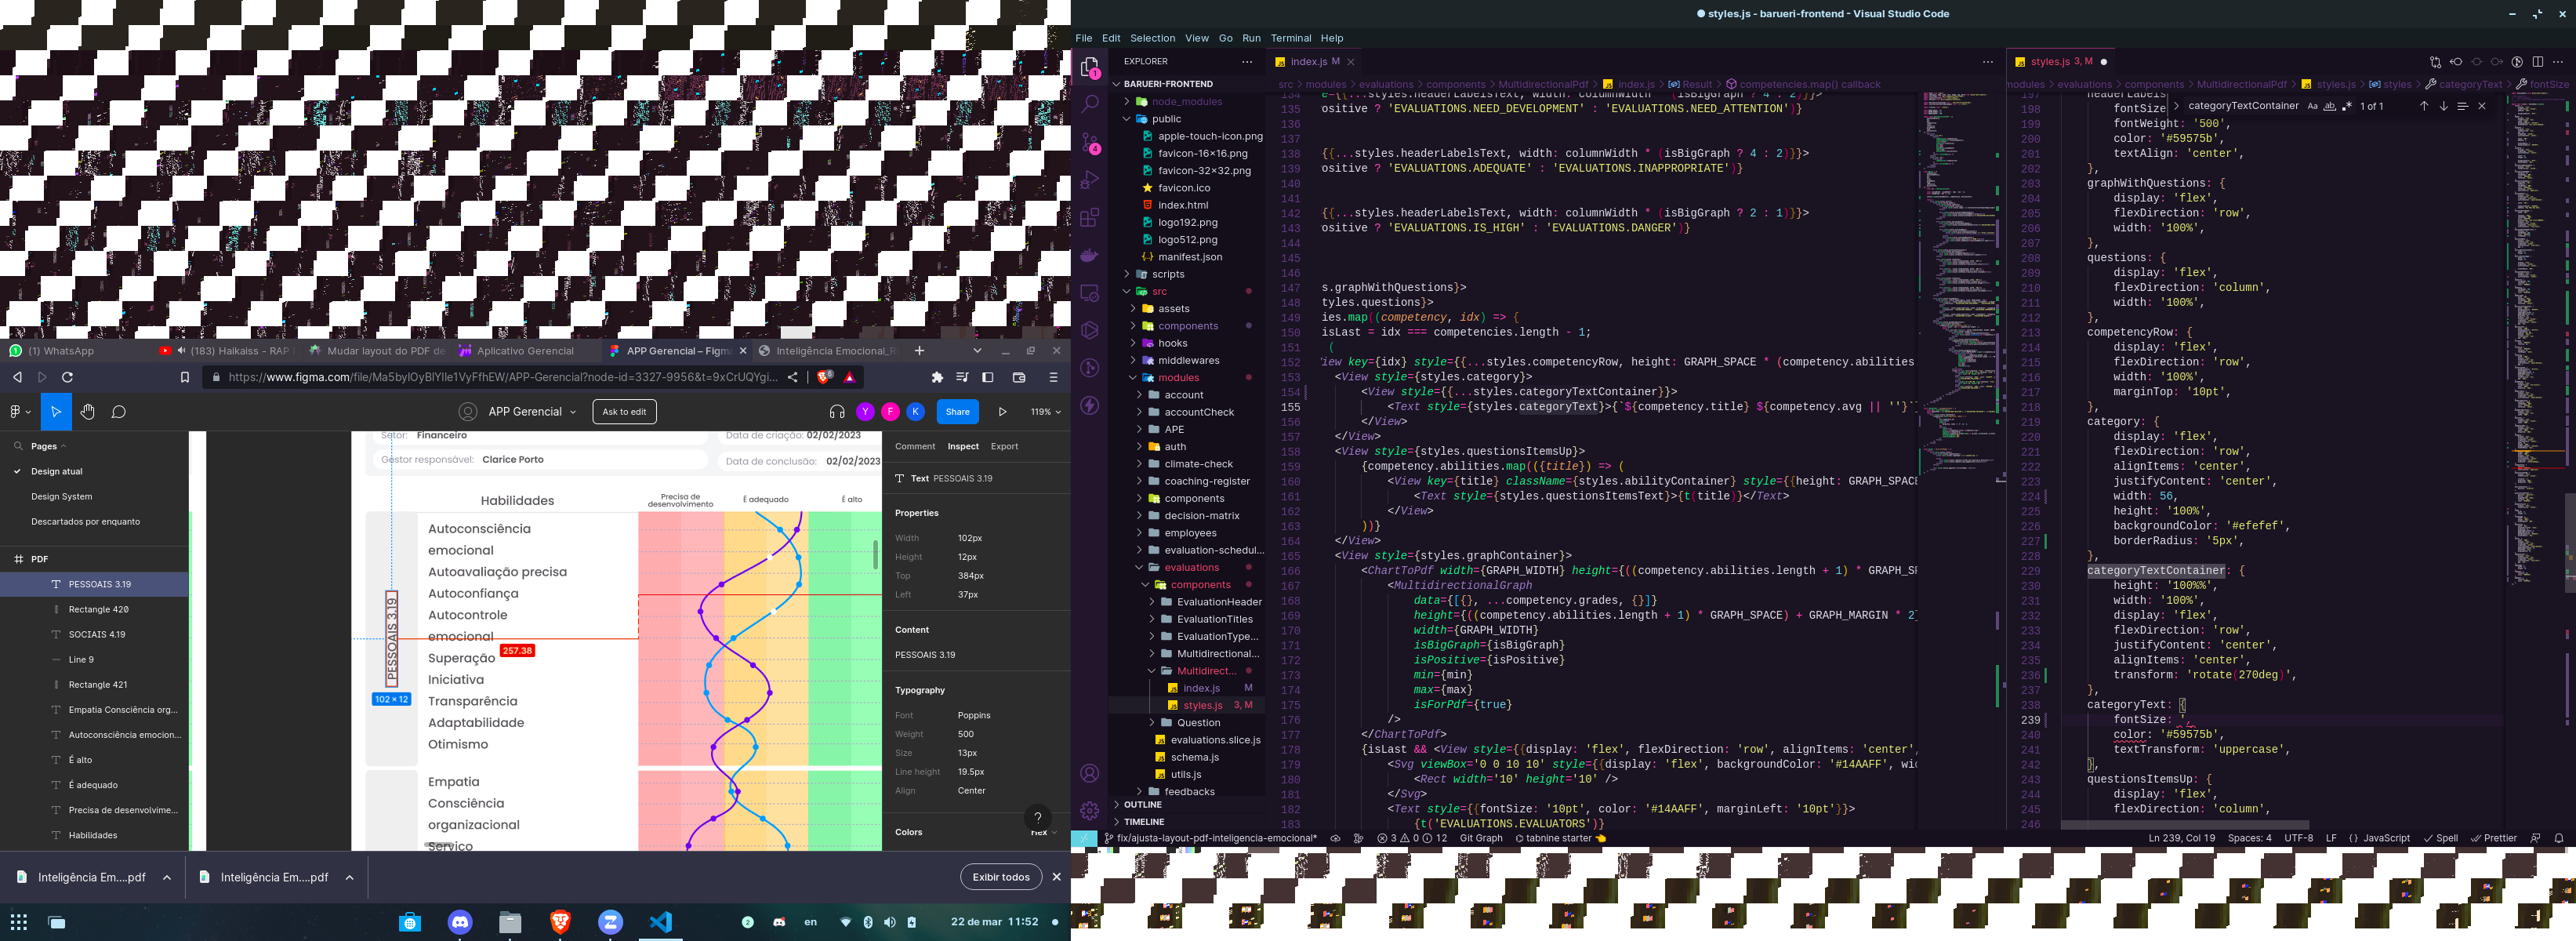 (1) WhatsApp
(183) Haikaiss - RAP
Mudar layout do PDF de
Aplicativo Gerencial
APP Gerencial – Figm
Inteligência Emocional_R
https://www.figma.com/file/Ma5bylOyBlYIle1VyFfhEW/APP-Gerencial?node-id=3327-9956&t=9xCrUQYgi...
APP Gerencial
Ask to edit
Y
F
K
Share
119%
Pages
Design atual
Design System
Descartados por enquanto
PDF
PESSOAIS 3.19
Rectangle 420
SOCIAIS 4.19
Line 9
Rectangle 421
Empatia Consciência org...
Autoconsciência emocion...
É alto
É adequado
Precisa de desenvolvime...
Habilidades
Setor: Financeiro
Data de criação: 02/02/2023
Gestor responsável: Clarice Porto
Data de conclusão: 02/02/2023
Habilidades
Precisa de
desenvolvimento
É adequado
É alto
Autoconsciência
emocional
Autoavaliação precisa
Autoconfiança
Autocontrole
emocional
Superação
Iniciativa
Transparência
Adaptabilidade
Otimismo
PESSOAIS 3.19
257.38
102 × 12
Empatia
Consciência
organizacional
Serviço
Comment Inspect Export
Text PESSOAIS 3.19
Properties
Width 102px
Height 12px
Top 384px
Left 37px
Content
PESSOAIS 3.19
Typography
Font Poppins
Weight 500
Size 13px
Line height 19.5px
Align Center
Colors
Hex
?
Inteligência Em....pdf
Inteligência Em....pdf
Exibir todos
en
22 de mar 11:52
styles.js - barueri-frontend - Visual Studio Code
File Edit Selection View Go Run Terminal Help
EXPLORER
BARUERI-FRONTEND
node_modules
public
apple-touch-icon.png
favicon-16×16.png
favicon-32×32.png
favicon.ico
index.html
logo192.png
logo512.png
manifest.json
scripts
src
assets
components
hooks
middlewares
modules
account
accountCheck
APE
auth
climate-check
coaching-register
components
decision-matrix
employees
evaluation-schedul...
evaluations
components
EvaluationHeader
EvaluationTitles
EvaluationType...
Multidirectional...
Multidirect...
index.js M
styles.js 3, M
Question
evaluations.slice.js
schema.js
utils.js
feedbacks
OUTLINE
TIMELINE
index.js M
src > modules > evaluations > components > MultidirectionalPdf > index.js > Result > competencies.map() callback
134 e={{...styles.headerLabelsText, width: columnWidth * (isBigGraph ? 4 : 2)}}>
135 ositive ? 'EVALUATIONS.NEED_DEVELOPMENT' : 'EVALUATIONS.NEED_ATTENTION')}
136
137
138 {{...styles.headerLabelsText, width: columnWidth * (isBigGraph ? 4 : 2)}}>
139 ositive ? 'EVALUATIONS.ADEQUATE' : 'EVALUATIONS.INAPPROPRIATE')}
140
141
142 {{...styles.headerLabelsText, width: columnWidth * (isBigGraph ? 2 : 1)}}>
143 ositive ? 'EVALUATIONS.IS_HIGH' : 'EVALUATIONS.DANGER')}
144
145
146
147 s.graphWithQuestions}>
148 tyles.questions}>
149 ies.map((competency, idx) => {
150 isLast = idx === competencies.length - 1;
151 (
152 'iew key={idx} style={{...styles.competencyRow, height: GRAPH_SPACE * (competency.abilities
153 <View style={styles.category}>
154 <View style={{...styles.categoryTextContainer}}>
155 <Text style={styles.categoryText}>{`${competency.title} ${competency.avg || ''}`}
156 </View>
157 </View>
158 <View style={styles.questionsItemsUp}>
159 {competency.abilities.map(({title}) => (
160 <View key={title} className={styles.abilityContainer} style={{height: GRAPH_SPACE
161 <Text style={styles.questionsItemsText}>{t(title)}</Text>
162 </View>
163 ))}
164 </View>
165 <View style={styles.graphContainer}>
166 <ChartToPdf width={GRAPH_WIDTH} height={((competency.abilities.length + 1) * GRAPH_SP
167 <MultidirectionalGraph
168 data={[{}, ...competency.grades, {}]}
169 height={((competency.abilities.length + 1) * GRAPH_SPACE) + GRAPH_MARGIN * 2}
170 width={GRAPH_WIDTH}
171 isBigGraph={isBigGraph}
172 isPositive={isPositive}
173 min={min}
174 max={max}
175 isForPdf={true}
176 />
177 </ChartToPdf>
178 {isLast && <View style={{display: 'flex', flexDirection: 'row', alignItems: 'center',
179 <Svg viewBox='0 0 10 10' style={{display: 'flex', backgroundColor: '#14AAFF', wid
180 <Rect width='10' height='10' />
181 </Svg>
182 <Text style={{fontSize: '10pt', color: '#14AAFF', marginLeft: '10pt'}}>
183 {t('EVALUATIONS.EVALUATORS')}
styles.js 3, M
modules > evaluations > components > MultidirectionalPdf > styles.js > styles > categoryText > fontSize
categoryTextContainer
1 of 1
197 headerLabels
198 fontSize
199 fontWeight: '500',
200 color: '#59575b',
201 textAlign: 'center',
202 },
203 graphWithQuestions: {
204 display: 'flex',
205 flexDirection: 'row',
206 width: '100%',
207 },
208 questions: {
209 display: 'flex',
210 flexDirection: 'column',
211 width: '100%',
212 },
213 competencyRow: {
214 display: 'flex',
215 flexDirection: 'row',
216 width: '100%',
217 marginTop: '10pt',
218 },
219 category: {
220 display: 'flex',
221 flexDirection: 'row',
222 alignItems: 'center',
223 justifyContent: 'center',
224 width: 56,
225 height: '100%',
226 backgroundColor: '#efefef',
227 borderRadius: '5px',
228 },
229 categoryTextContainer: {
230 height: '100%%',
231 width: '100%',
232 display: 'flex',
233 flexDirection: 'row',
234 justifyContent: 'center',
235 alignItems: 'center',
236 transform: 'rotate(270deg)',
237 },
238 categoryText: {
239 fontSize: ',
240 color: '#59575b',
241 textTransform: 'uppercase',
242 },
243 questionsItemsUp: {
244 display: 'flex',
245 flexDirection: 'column',
246
fix/ajusta-layout-pdf-inteligencia-emocional*
3 0 12
Git Graph
tabnine starter
Ln 239, Col 19
Spaces: 4
UTF-8
LF
JavaScript
Spell
Prettier